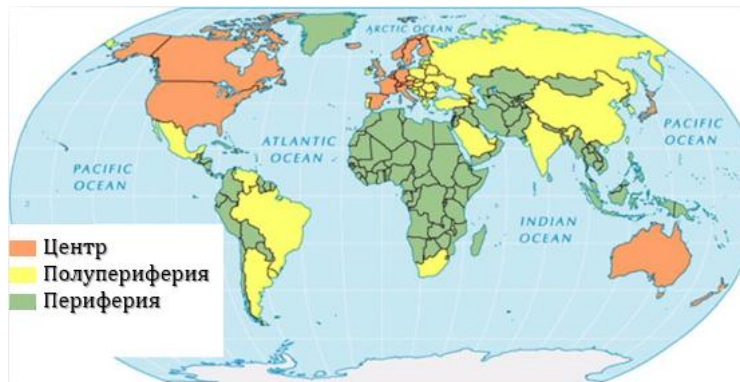 ARCTIC OCEAN
PACIFIC
OCEAN
ATLANTIC
OCEAN
PACIFIC
OCEAN
INDIAN
OCEAN
Центр
Полупериферия
Периферия